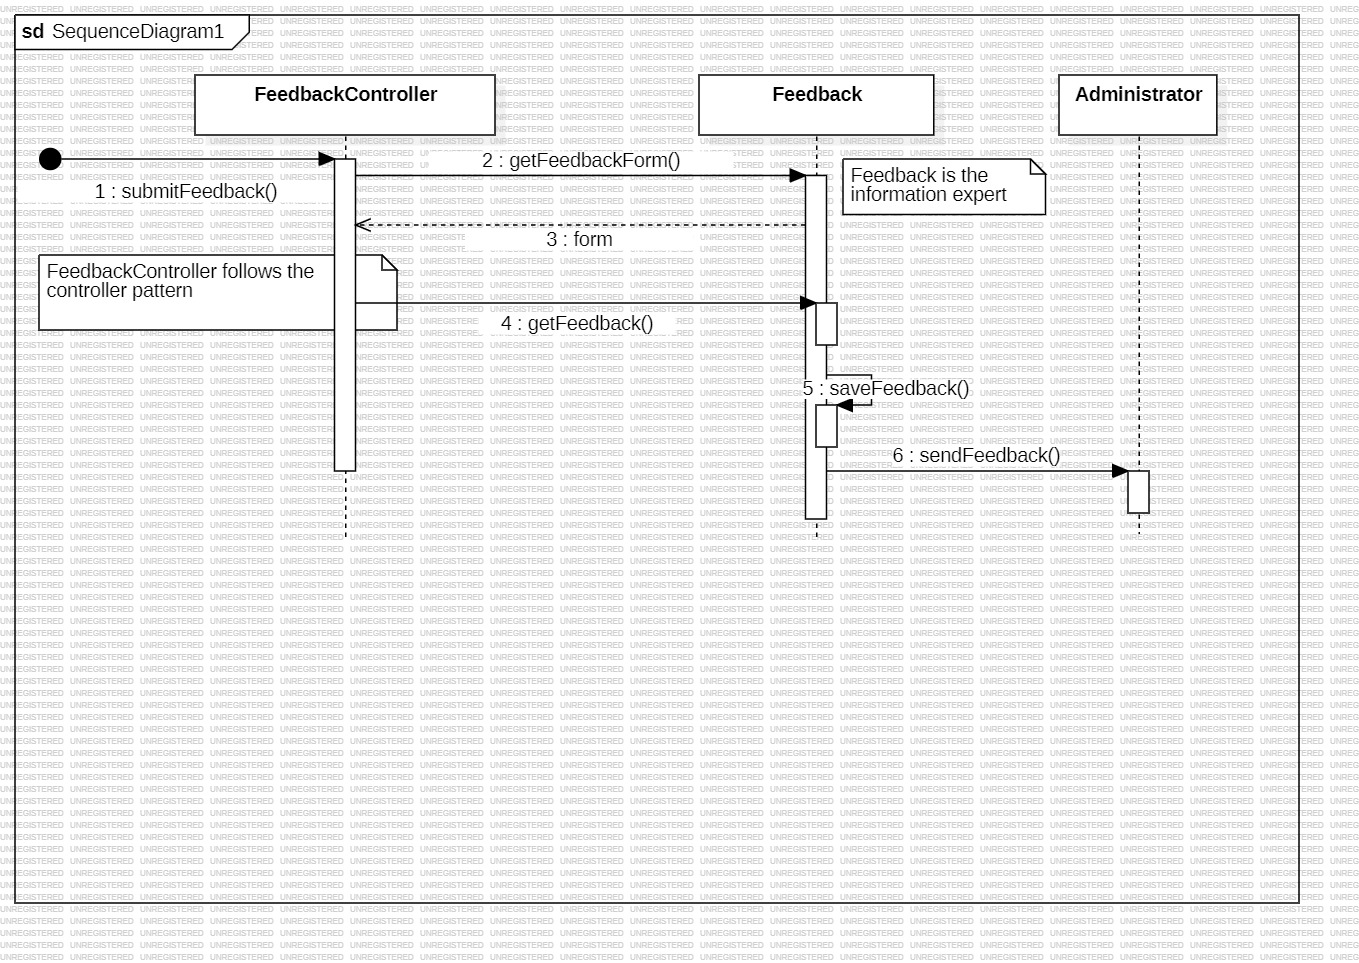 sd SequenceDiagram1
FeedbackController
Feedback
Administrator
2 : getFeedbackForm()
1 : submitFeedback()
Feedback is the
information expert
3 : form
FeedbackController follows the
controller pattern
4 : getFeedback()
5 : saveFeedback()
6 : sendFeedback()
UNREGISTERED